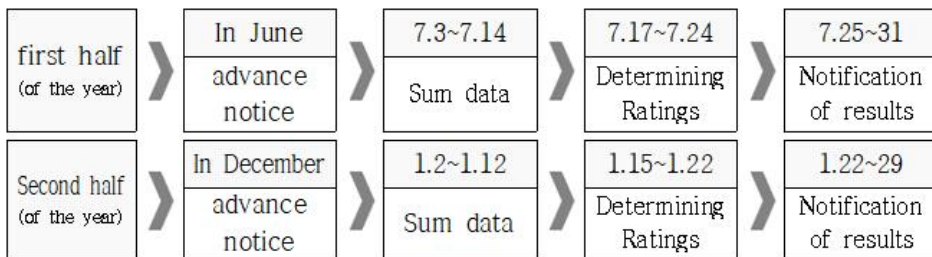 first half
(of the year)
In June
advance
notice
7.3~7.14
Sum data
7.17~7.24
Determining
Ratings
7.25~31
Notification
of results
Second half
(of the year)
In December
advance
notice
1.2~1.12
Sum data
1.15~1.22
Determining
Ratings
1.22~29
Notification
of results